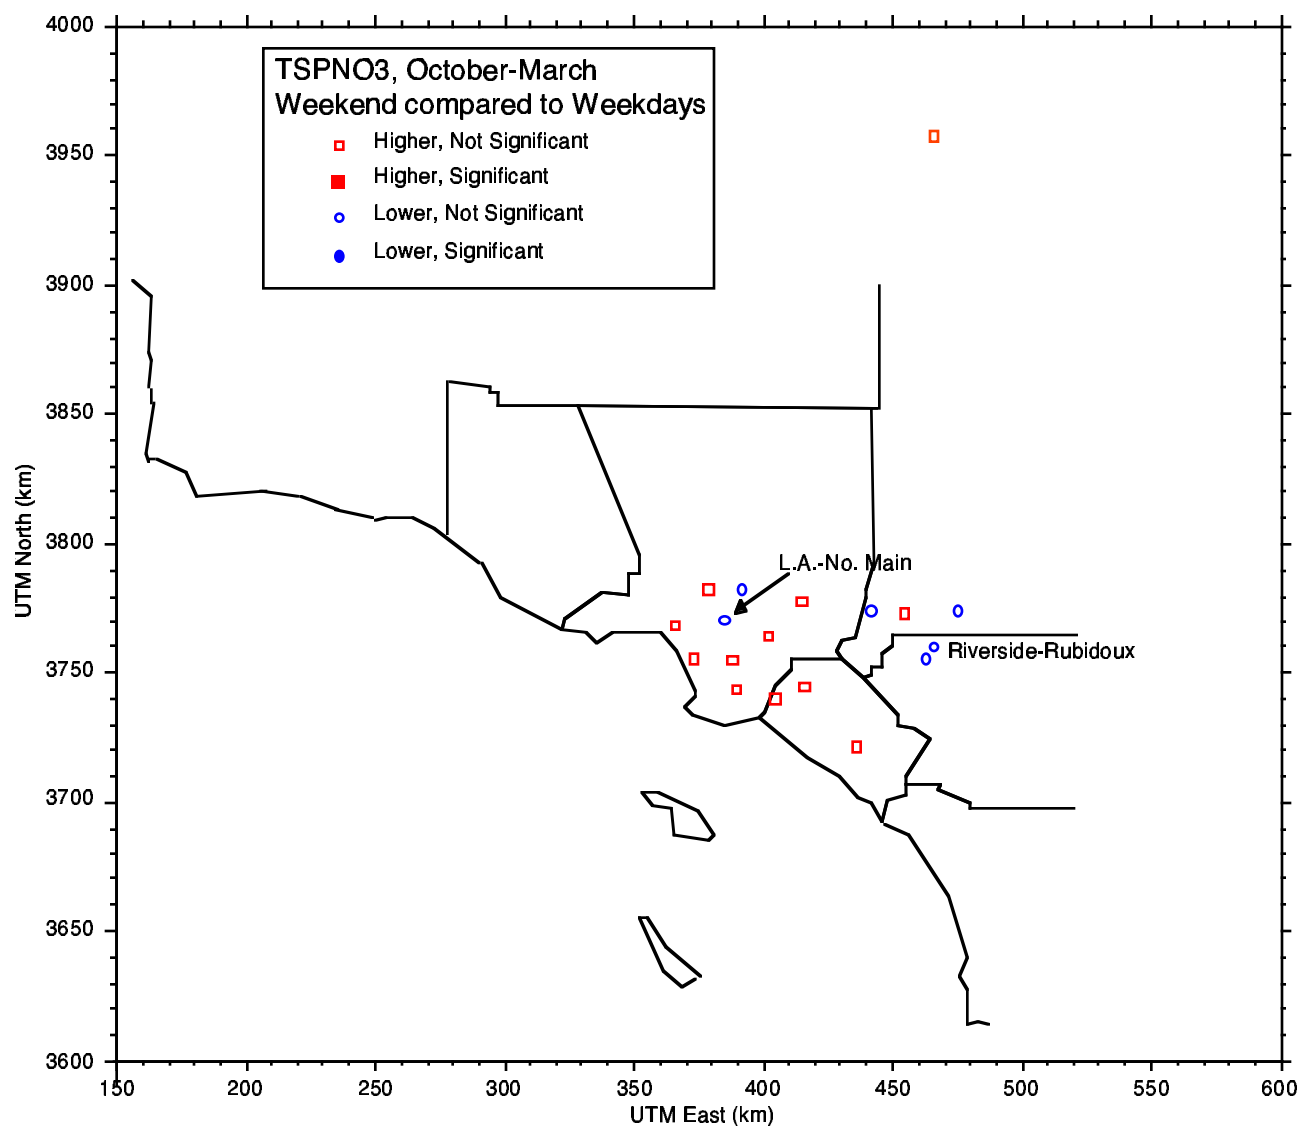 4000
TSPNO3, October-March
Weekend compared to Weekdays
Higher, Not Significant
Higher, Significant
Lower, Not Significant
Lower, Significant
3950
3900
3850
3800
3750
3700
3650
3600
UTM North (km)
L.A.-No. Main
Riverside-Rubidoux
150 200 250 300 350 400 450 500 550 600
UTM East (km)